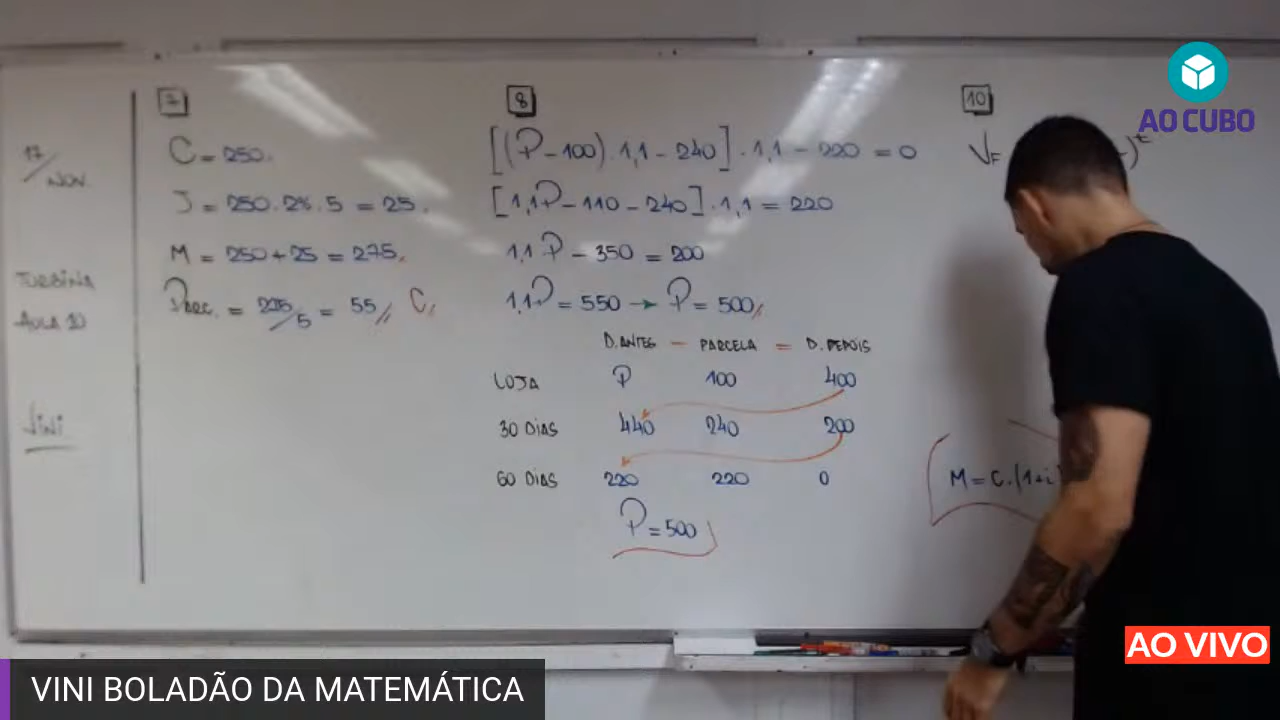 17/NOV.
TURBINA
AULA 20
VINI
7
C = 250.
J = 250 . 2% . 5 = 25.
M = 250 + 25 = 275.
PARC. = 275/5 = 55 // C.
8
[(P - 100) . 1,1 - 240] . 1,1 - 220 = 0
[1,1P - 110 - 240] . 1,1 = 220
1,1P - 350 = 200
1,1P = 550 → P = 500
D.ANTES - PARCELA = D.DEPOIS
LOJA P 100 400
30 DIAS 440 240 200
60 DIAS 220 220 0
P = 500
10
VF
)t
M = C.(1+i)
AO CUBO
AO VIVO
VINI BOLADÃO DA MATEMÁTICA